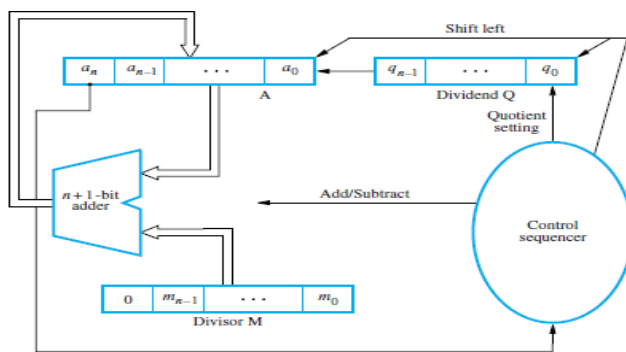 Shift left
aₙ aₙ₋₁ · · · a₀ qₙ₋₁ · · · q₀
A Dividend Q
Quotient
setting
n + 1-bit
adder
Add/Subtract
Control
sequencer
0 mₙ₋₁ · · · m₀
Divisor M